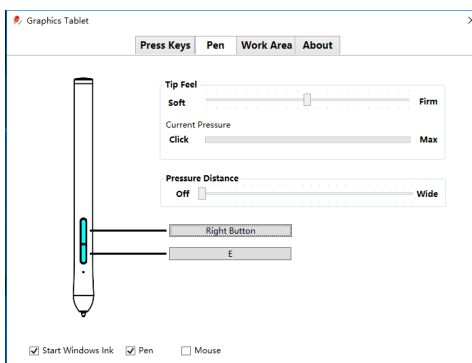 Graphics Tablet
Press Keys Pen Work Area About
Tip Feel
Soft Firm
Current Pressure
Click Max
Pressure Distance
Off Wide
Right Button
E
Start Windows Ink Pen Mouse